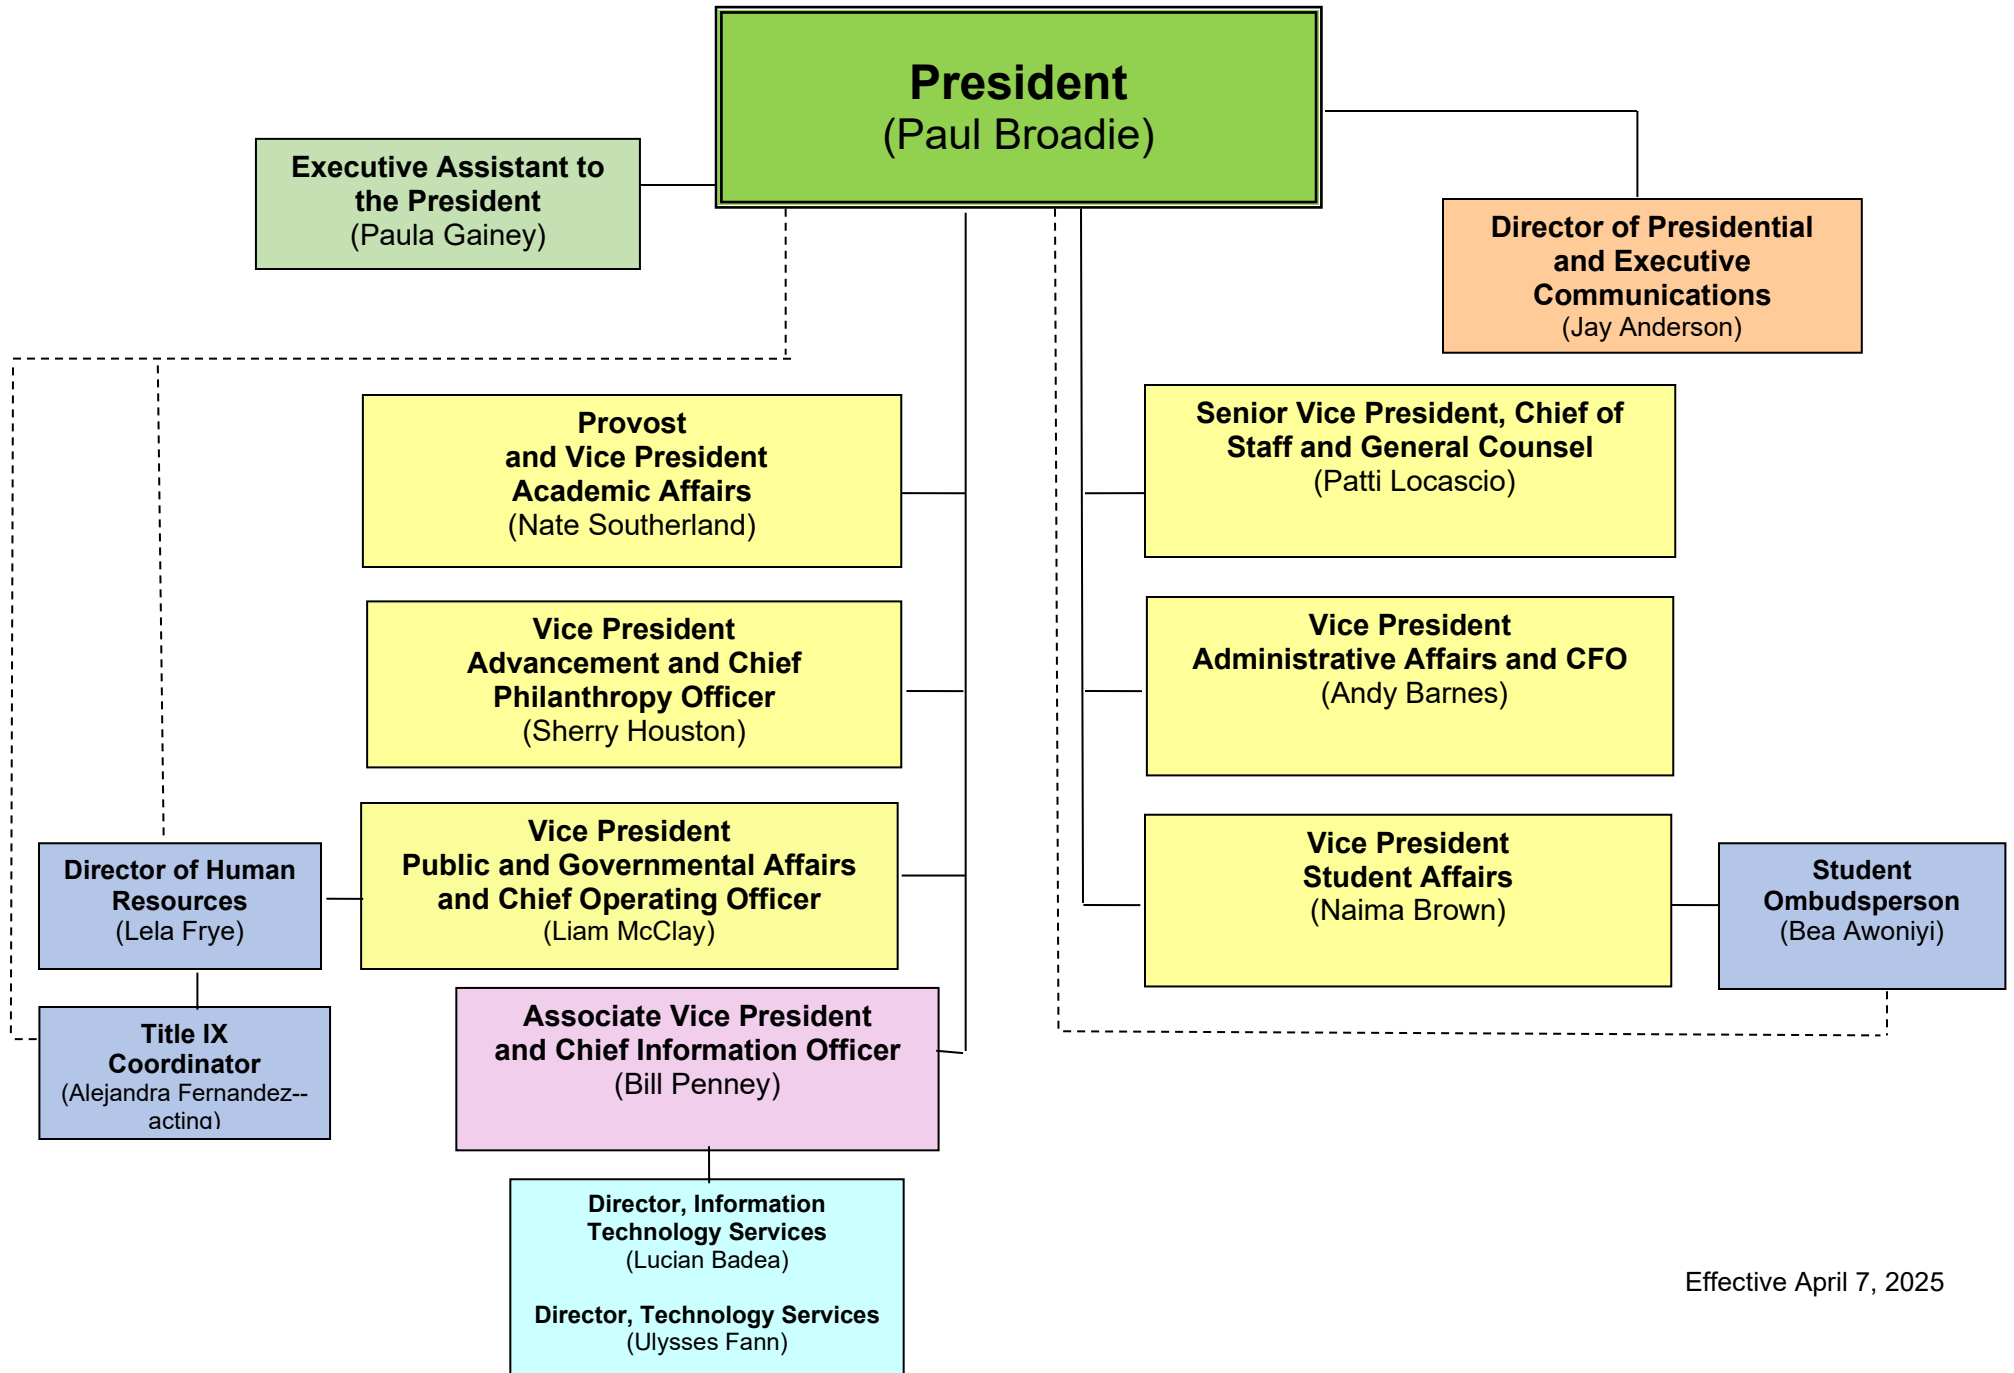 President
(Paul Broadie)
Executive Assistant to
the President
(Paula Gainey)
Director of Presidential
and Executive
Communications
(Jay Anderson)
Provost
and Vice President
Academic Affairs
(Nate Southerland)
Senior Vice President, Chief of
Staff and General Counsel
(Patti Locascio)
Vice President
Advancement and Chief
Philanthropy Officer
(Sherry Houston)
Vice President
Administrative Affairs and CFO
(Andy Barnes)
Director of Human
Resources
(Lela Frye)
Vice President
Public and Governmental Affairs
and Chief Operating Officer
(Liam McClay)
Vice President
Student Affairs
(Naima Brown)
Student
Ombudsperson
(Bea Awoniyi)
Title IX
Coordinator
(Alejandra Fernandez--
acting)
Associate Vice President
and Chief Information Officer
(Bill Penney)
Director, Information
Technology Services
(Lucian Badea)
Director, Technology Services
(Ulysses Fann)
Effective April 7, 2025